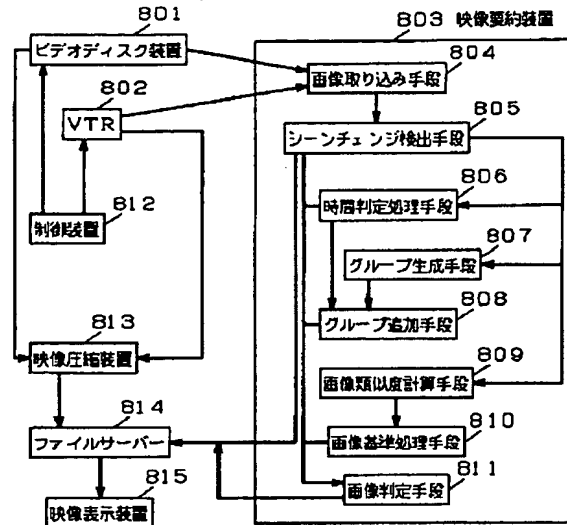 801
ビデオディスク装置
802
VTR
制御装置
812
813
映像圧縮装置
814
ファイルサーバー
815
映像表示装置
803 映像要約装置
804
画像取り込み手段
805
シーンチェンジ検出手段
806
時間判定処理手段
807
グループ生成手段
808
グループ追加手段
809
画像類似度計算手段
810
画像基準処理手段
811
画像判定手段